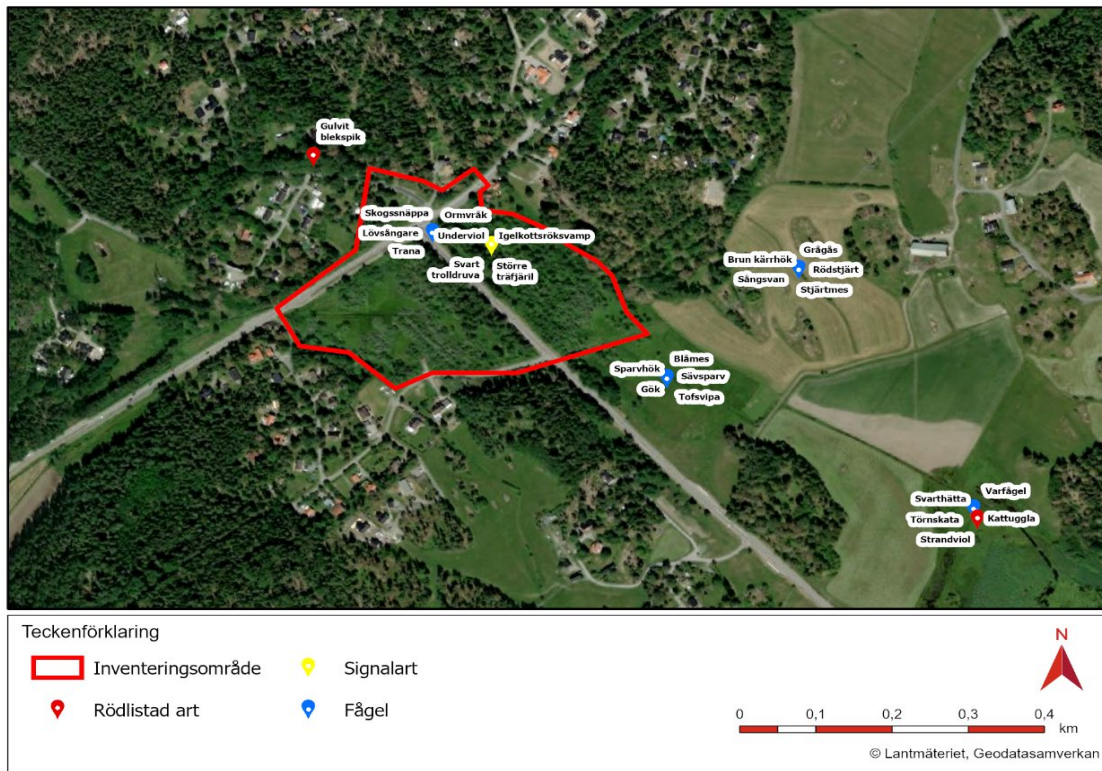 Gulvit
blekspik
Skogssnäppa
Ormvråk
Lövsångare
Underviol
Igelkottsröksvamp
Trana
Svart
trolldruva
Större
träfjäril
Grågås
Brun kärrhök
Rödstjärt
Sångsvan
Stjärtmes
Blåmes
Sparvhök
Sävsparv
Gök
Tofsvipa
Varfågel
Svarthätta
Törnskata
Kattuggla
Strandviol
Teckenförklaring
Inventeringsområde
Signalart
Rödlistad art
Fågel
N
0 0,1 0,2 0,3 0,4
km
© Lantmäteriet, Geodatasamverkan